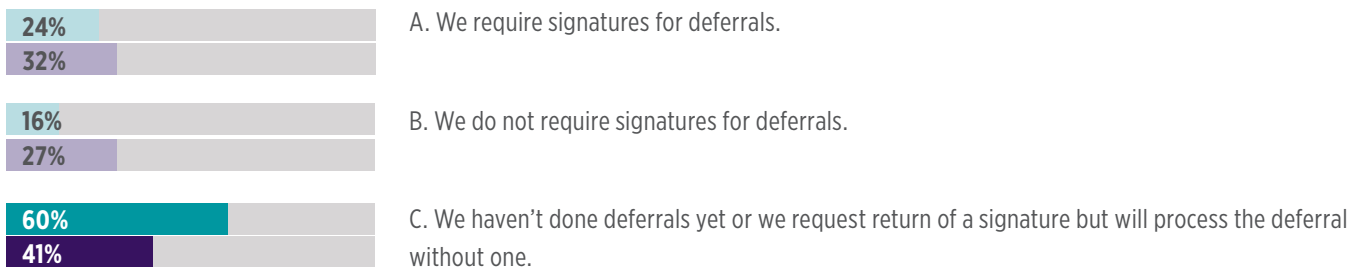 24%
A. We require signatures for deferrals.
32%
16%
B. We do not require signatures for deferrals.
27%
60%
C. We haven’t done deferrals yet or we request return of a signature but will process the deferral
41%
without one.